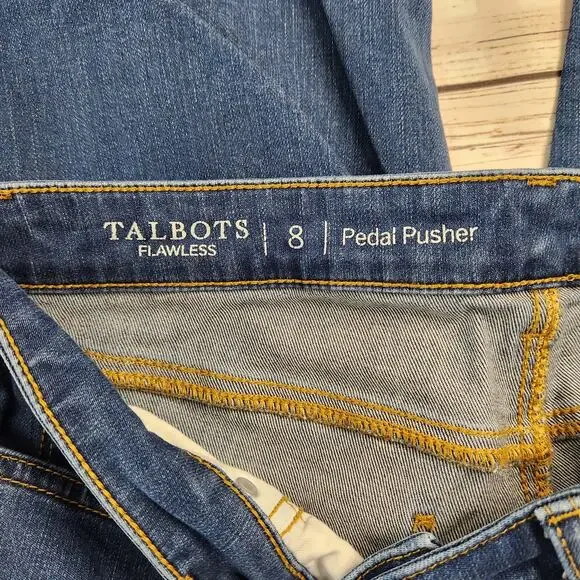 TALBOTS
FLAWLESS
8
Pedal Pusher